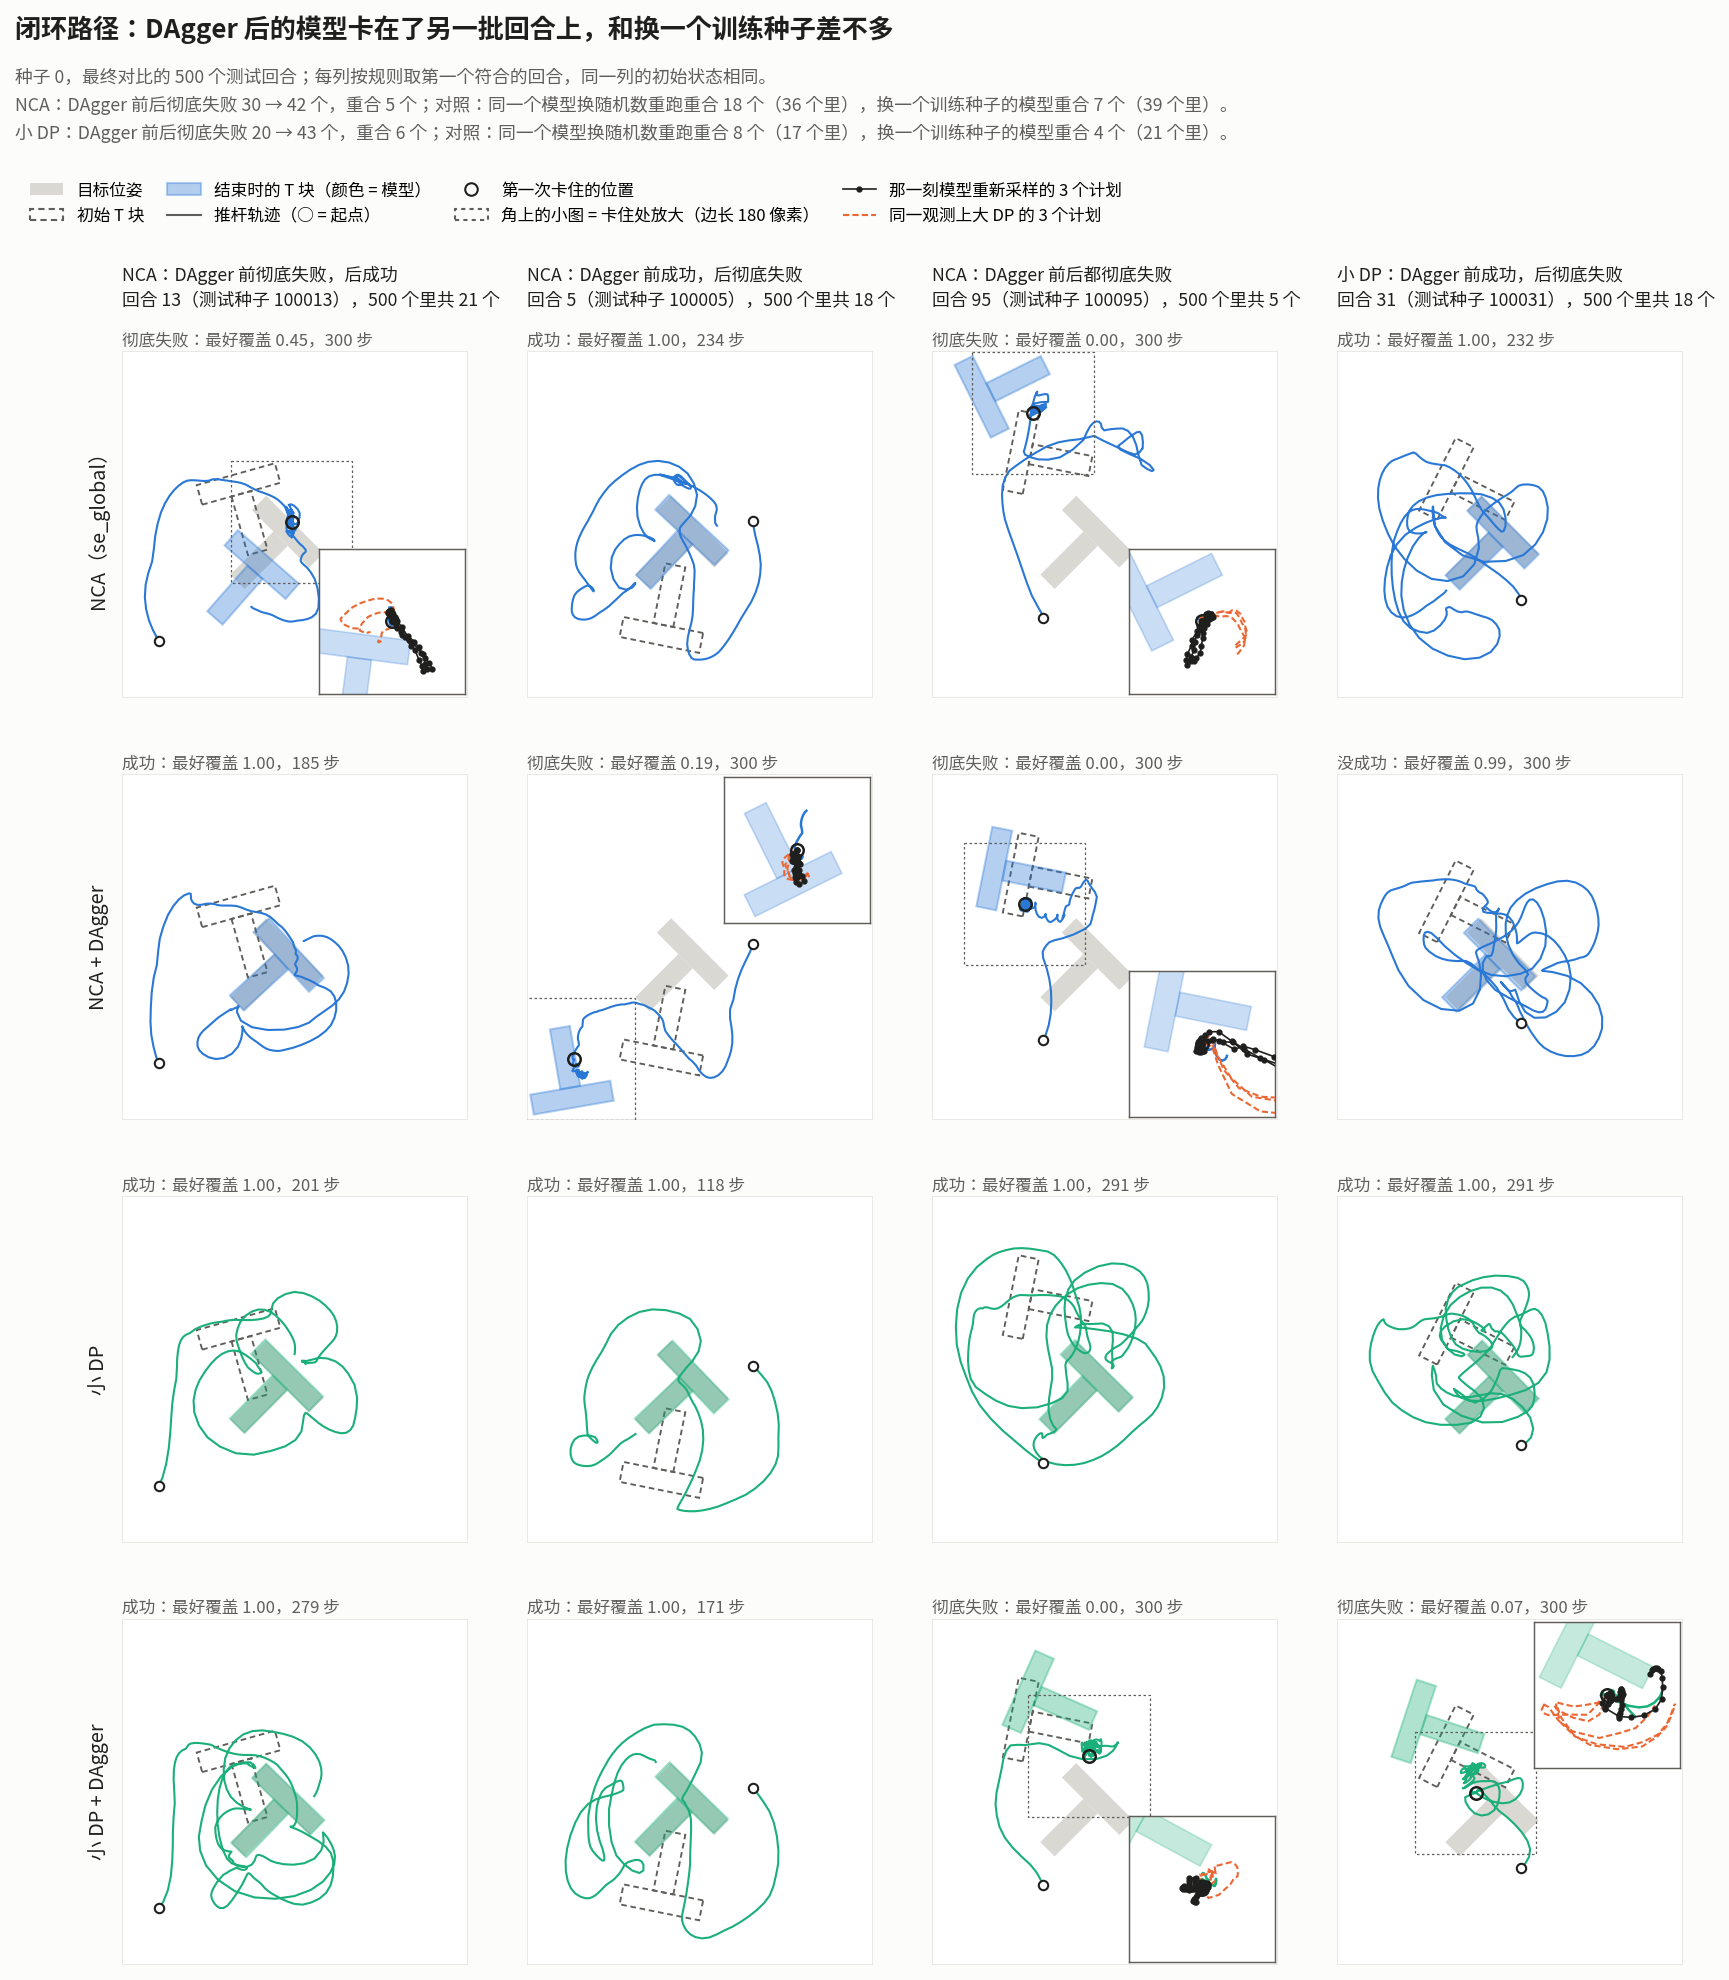 闭环路径：DAgger 后的模型卡在了另一批回合上，和换一个训练种子差不多
种子 0，最终对比的 500 个测试回合；每列按规则取第一个符合的回合，同一列的初始状态相同。
NCA：DAgger 前后彻底失败 30 → 42 个，重合 5 个；对照：同一个模型换随机数重跑重合 18 个（36 个里），换一个训练种子的模型重合 7 个（39 个里）。
小 DP：DAgger 前后彻底失败 20 → 43 个，重合 6 个；对照：同一个模型换随机数重跑重合 8 个（17 个里），换一个训练种子的模型重合 4 个（21 个里）。
目标位姿
结束时的 T 块（颜色 = 模型）
第一次卡住的位置
那一刻模型重新采样的 3 个计划
初始 T 块
推杆轨迹（○ = 起点）
角上的小图 = 卡住处放大（边长 180 像素）
同一观测上大 DP 的 3 个计划
NCA：DAgger 前彻底失败，后成功
回合 13（测试种子 100013），500 个里共 21 个
NCA：DAgger 前成功，后彻底失败
回合 5（测试种子 100005），500 个里共 18 个
NCA：DAgger 前后都彻底失败
回合 95（测试种子 100095），500 个里共 5 个
小 DP：DAgger 前成功，后彻底失败
回合 31（测试种子 100031），500 个里共 18 个
NCA（se_global）
彻底失败：最好覆盖 0.45，300 步
成功：最好覆盖 1.00，234 步
彻底失败：最好覆盖 0.00，300 步
成功：最好覆盖 1.00，232 步
NCA + DAgger
成功：最好覆盖 1.00，185 步
彻底失败：最好覆盖 0.19，300 步
彻底失败：最好覆盖 0.00，300 步
没成功：最好覆盖 0.99，300 步
小 DP
成功：最好覆盖 1.00，201 步
成功：最好覆盖 1.00，118 步
成功：最好覆盖 1.00，291 步
成功：最好覆盖 1.00，291 步
小 DP + DAgger
成功：最好覆盖 1.00，279 步
成功：最好覆盖 1.00，171 步
彻底失败：最好覆盖 0.00，300 步
彻底失败：最好覆盖 0.07，300 步